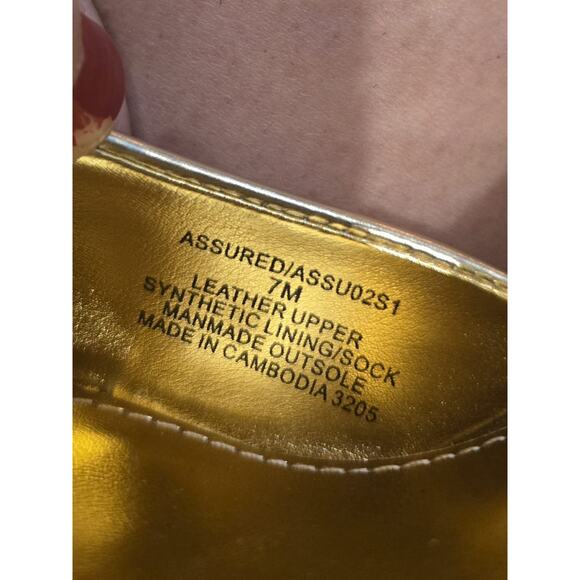 ASSURED/ASSU02S1
7M
LEATHER UPPER
SYNTHETIC LINING/SOCK
MANMADE OUTSOLE
MADE IN CAMBODIA 3205